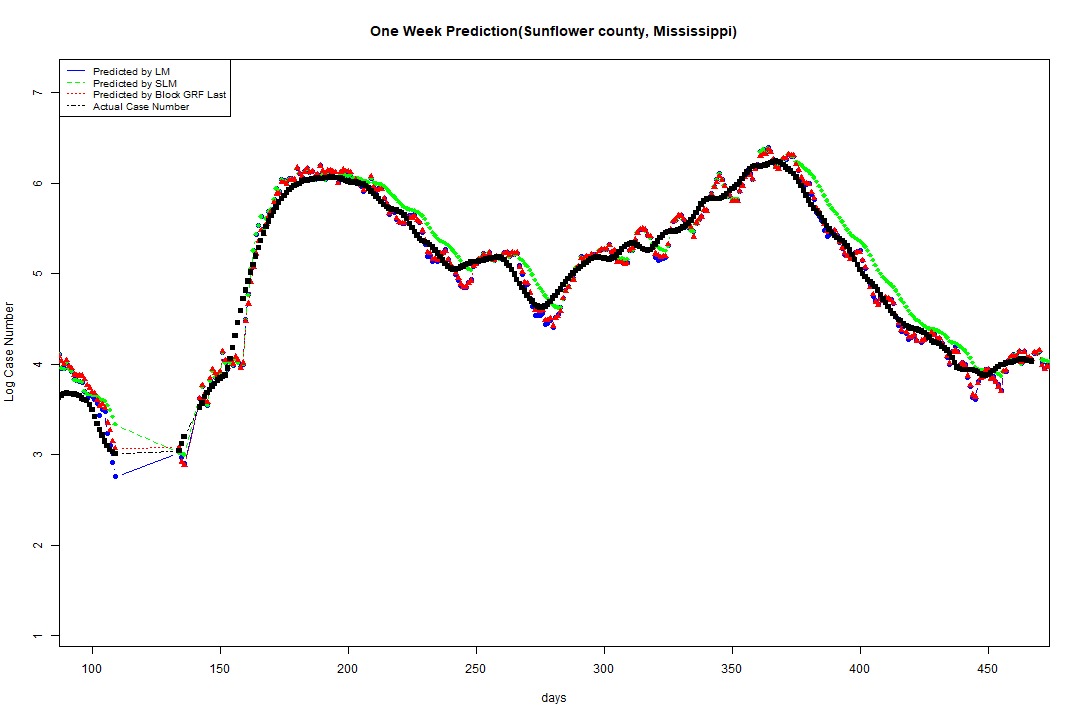 One Week Prediction(Sunflower county, Mississippi)
Predicted by LM
Predicted by SLM
Predicted by Block GRF Last
Actual Case Number
Log Case Number
7
6
5
4
3
2
1
100 150 200 250 300 350 400 450
days